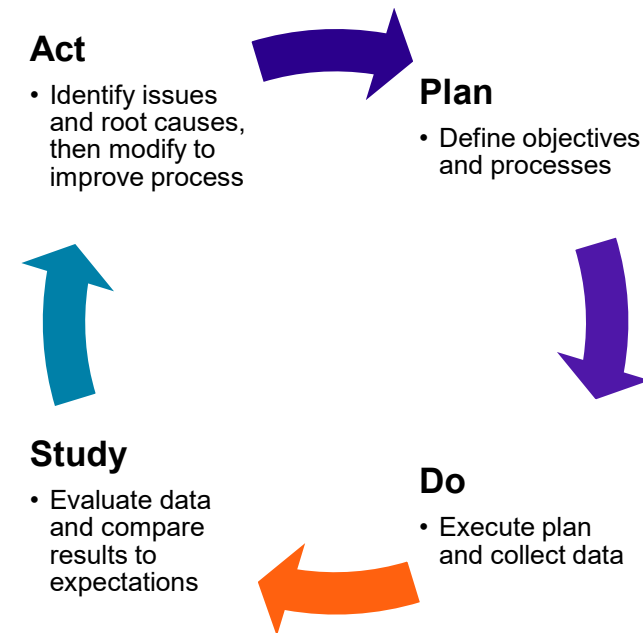 Act
• Identify issues
and root causes,
then modify to
improve process
Plan
• Define objectives
and processes
Study
• Evaluate data
and compare
results to
expectations
Do
• Execute plan
and collect data